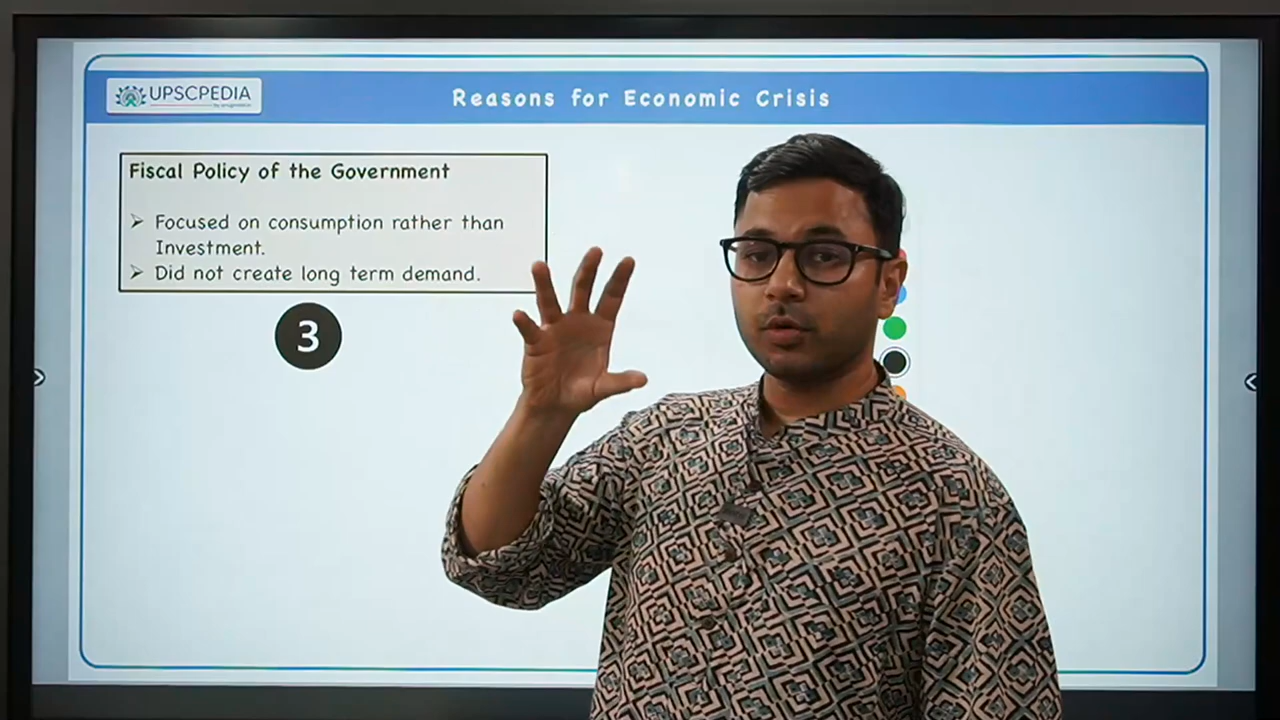 UPSCPEDIA
Reasons for Economic Crisis
Fiscal Policy of the Government
➢ Focused on consumption rather than
Investment.
➢ Did not create long term demand.
3